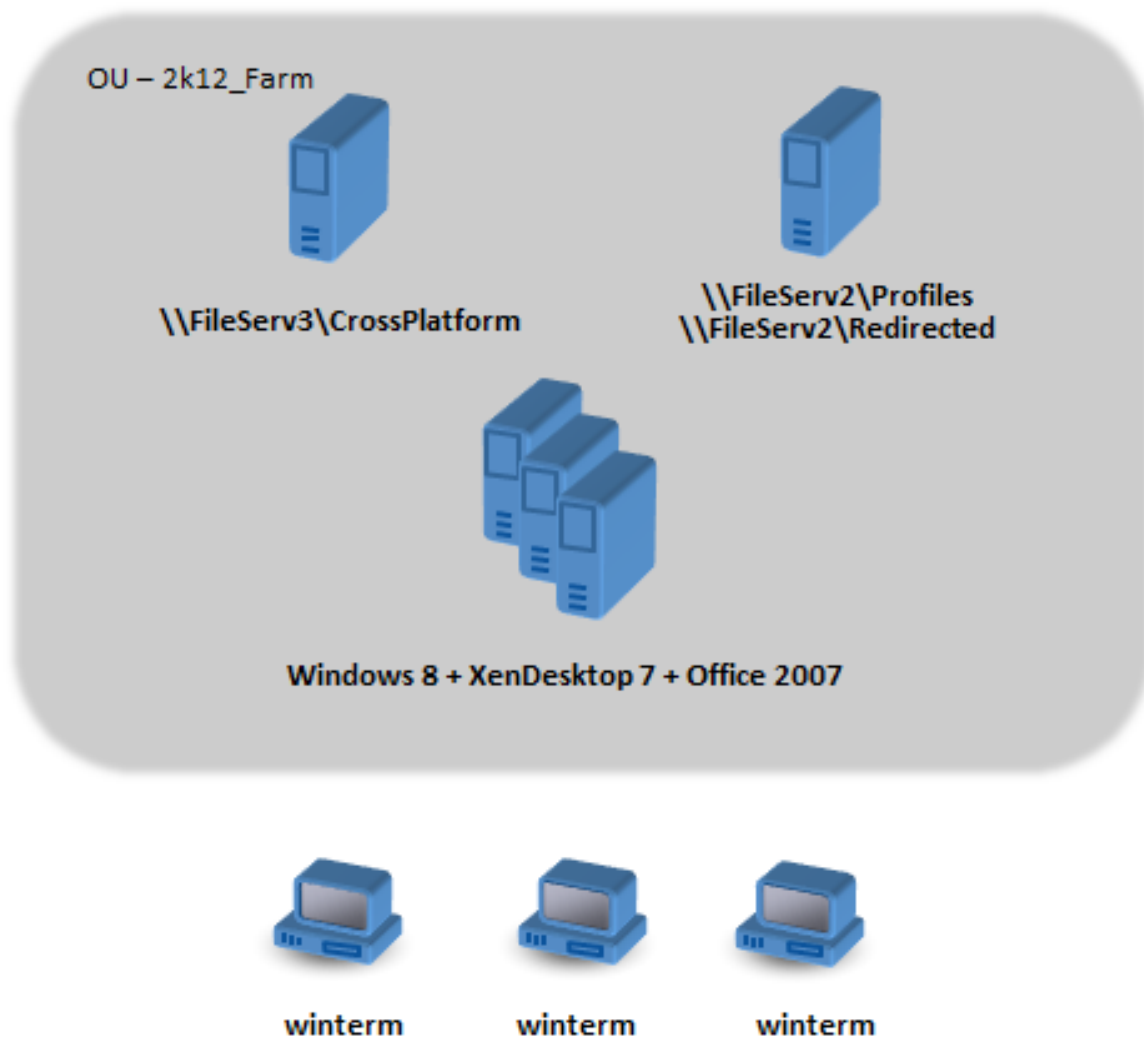 OU – 2k12_Farm
\\FileServ3\CrossPlatform
\\FileServ2\Profiles
\\FileServ2\Redirected
Windows 8 + XenDesktop 7 + Office 2007
winterm
winterm
winterm